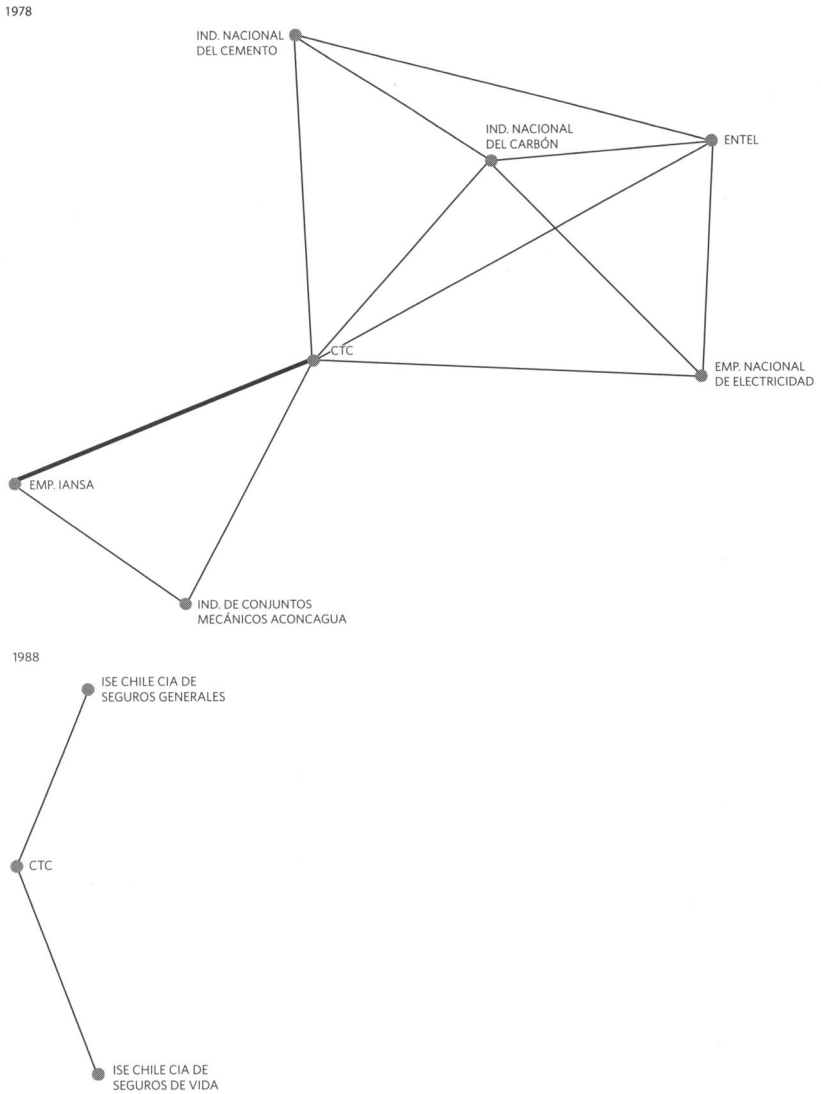 1978
IND. NACIONAL
DEL CEMENTO
IND. NACIONAL
DEL CARBÓN
ENTEL
CTC
EMP. NACIONAL
DE ELECTRICIDAD
EMP. IANSA
IND. DE CONJUNTOS
MECÁNICOS ACONCAGUA
1988
ISE CHILE CIA DE
SEGUROS GENERALES
CTC
ISE CHILE CIA DE
SEGUROS DE VIDA